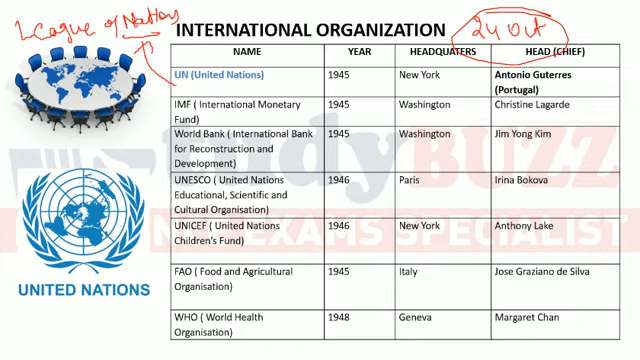 League of Nations
INTERNATIONAL ORGANIZATION
24 Oct
NAME YEAR HEADQUATERS HEAD (CHIEF)
UN (United Nations) 1945 New York Antonio Guterres
(Portugal)
IMF ( International Monetary 1945 Washington Christine Lagarde
Fund)
World Bank ( International Bank 1945 Washington Jim Yong Kim
for Reconstruction and
Development)
UNESCO ( United Nations 1946 Paris Irina Bokova
Educational, Scientific and
Cultural Organisation)
UNICEF ( United Nations 1946 New York Anthony Lake
Children's Fund)
FAO ( Food and Agricultural 1945 Italy Jose Graziano de Silva
Organisation)
WHO ( World Health 1948 Geneva Margaret Chan
Organisation)
UNITED NATIONS
BUZZ
EXAMS SPECIALIST